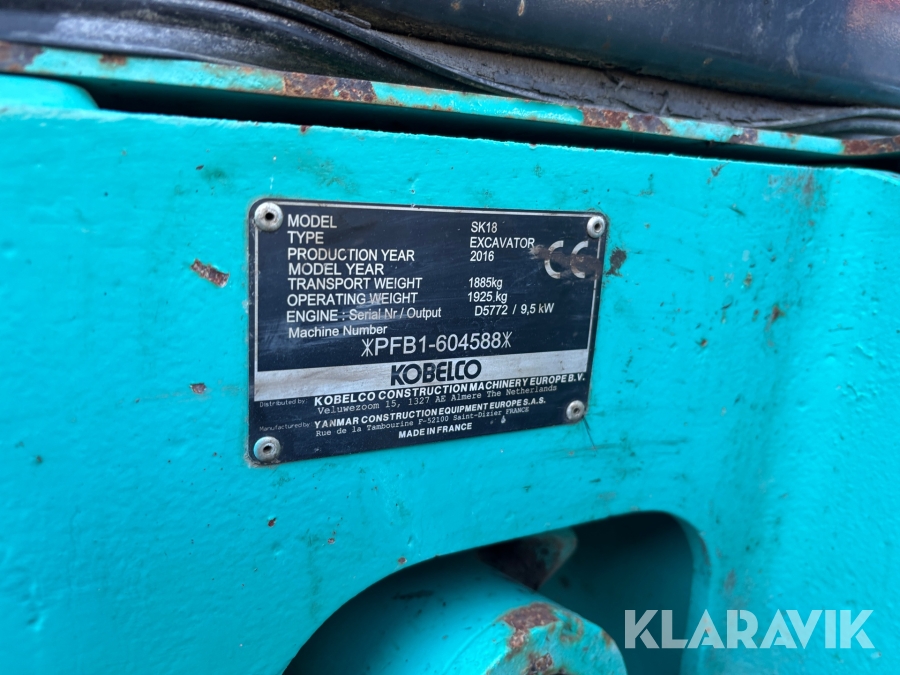 MODEL SK18
TYPE EXCAVATOR CE
PRODUCTION YEAR 2016
MODEL YEAR
TRANSPORT WEIGHT 1885kg
OPERATING WEIGHT 1925 kg
ENGINE : Serial Nr / Output D5772 / 9,5 kW
Machine Number
*PFB1-604588*
KOBELCO
Distributed by: KOBELCO CONSTRUCTION MACHINERY EUROPE B.V.
Veluwezoom 15, 1327 AE Almere The Netherlands
Manufactured by: YANMAR CONSTRUCTION EQUIPMENT EUROPE S.A.S.
Rue de la Tambourine F-52100 Saint-Dizier FRANCE
MADE IN FRANCE
KLARAVIK